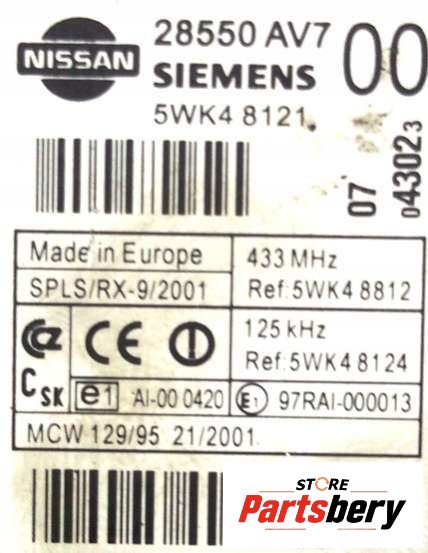 NISSAN
28550 AV7 00
SIEMENS
5WK4 8121
07
043023
Made in Europe
433 MHz
SPLS/RX-9/2001
Ref:5WK4 8812
125 kHz
Ref:5WK4 8124
CE
C SK
e1 AI-00 0420
E1 97RAI-000013
MCW 129/95 21/2001
STORE
Partsbery